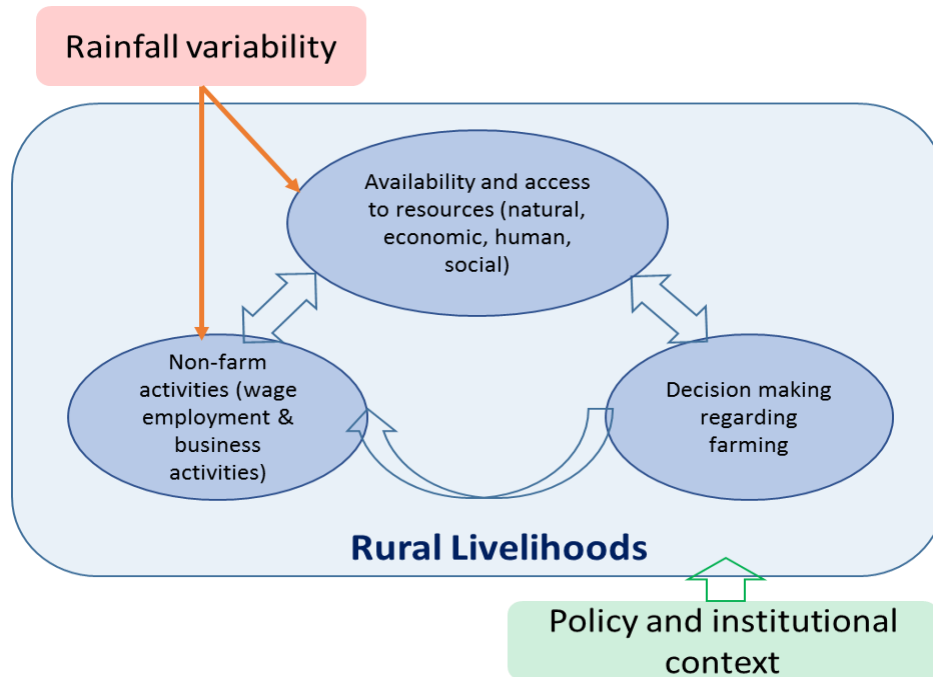 Rainfall variability
Availability and access
to resources (natural,
economic, human,
social)
Non-farm
activities (wage
employment &
business
activities)
Decision making
regarding
farming
Rural Livelihoods
Policy and institutional
context